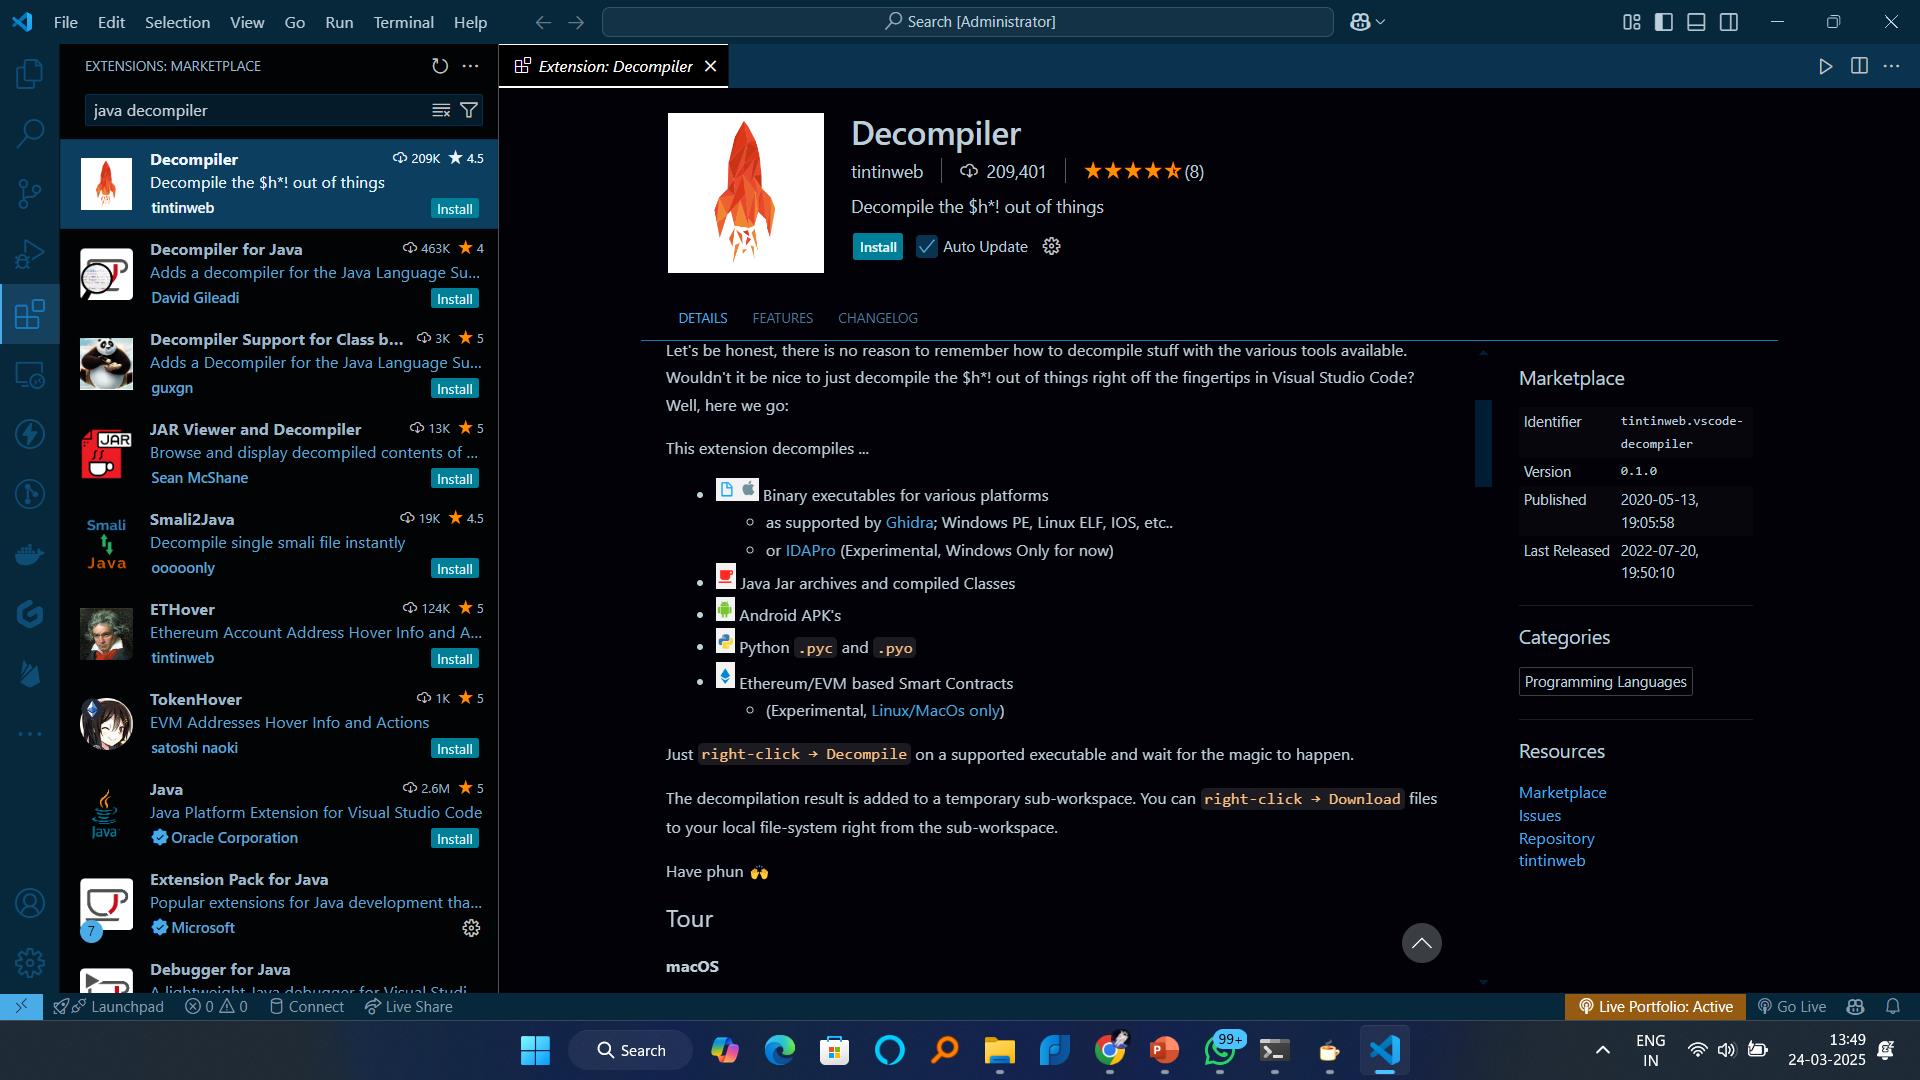 File Edit Selection View Go Run Terminal Help
Search [Administrator]
EXTENSIONS: MARKETPLACE
java decompiler
Decompiler 209K ★ 4.5
Decompile the $h*! out of things
tintinweb Install
Decompiler for Java 463K ★ 4
Adds a decompiler for the Java Language Su...
David Gileadi Install
Decompiler Support for Class b... 3K ★ 5
Adds a Decompiler for the Java Language Su...
guxgn Install
JAR
JAR Viewer and Decompiler 13K ★ 5
Browse and display decompiled contents of ...
Sean McShane Install
Smali
Java
Smali2Java 19K ★ 4.5
Decompile single smali file instantly
ooooonly Install
ETHover 124K ★ 5
Ethereum Account Address Hover Info and A...
tintinweb Install
TokenHover 1K ★ 5
EVM Addresses Hover Info and Actions
satoshi naoki Install
Java
Java 2.6M ★ 5
Java Platform Extension for Visual Studio Code
Oracle Corporation Install
Extension Pack for Java
Popular extensions for Java development tha...
7
Microsoft
Debugger for Java
A lightweight Java debugger for Visual Studi...
Extension: Decompiler
Decompiler
tintinweb 209,401 ★★★★★(8)
Decompile the $h*! out of things
Install Auto Update
DETAILS FEATURES CHANGELOG
Let's be honest, there is no reason to remember how to decompile stuff with the various tools available.
Wouldn't it be nice to just decompile the $h*! out of things right off the fingertips in Visual Studio Code?
Well, here we go:
This extension decompiles ...
• Binary executables for various platforms
◦ as supported by Ghidra; Windows PE, Linux ELF, IOS, etc..
◦ or IDAPro (Experimental, Windows Only for now)
• Java Jar archives and compiled Classes
• Android APK's
• Python .pyc and .pyo
• Ethereum/EVM based Smart Contracts
◦ (Experimental, Linux/MacOs only)
Just right-click → Decompile on a supported executable and wait for the magic to happen.
The decompilation result is added to a temporary sub-workspace. You can right-click → Download files
to your local file-system right from the sub-workspace.
Have phun 🙌
Tour
macOS
Marketplace
Identifier tintinweb.vscode-
decompiler
Version 0.1.0
Published 2020-05-13,
19:05:58
Last Released 2022-07-20,
19:50:10
Categories
Programming Languages
Resources
Marketplace
Issues
Repository
tintinweb
Launchpad 0 0 Connect Live Share
Live Portfolio: Active Go Live
Search
99+
ENG
IN
13:49
24-03-2025